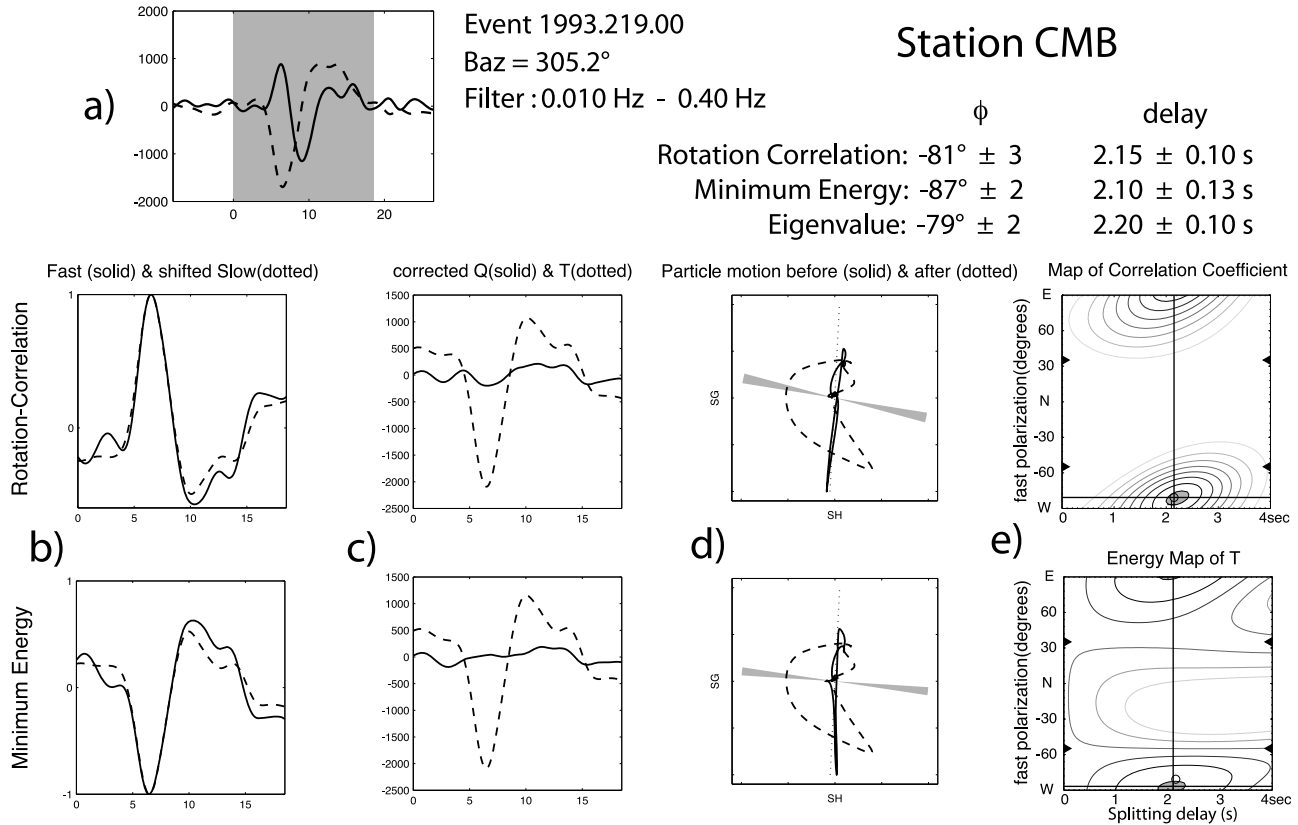 Event 1993.219.00
Baz = 305.2°
Filter : 0.010 Hz - 0.40 Hz
Station CMB
a)
2000
1000
0
-1000
-2000
0 10 20
ϕ delay
Rotation Correlation: -81° ± 3 2.15 ± 0.10 s
Minimum Energy: -87° ± 2 2.10 ± 0.13 s
Eigenvalue: -79° ± 2 2.20 ± 0.10 s
Rotation-Correlation
Fast (solid) & shifted Slow(dotted)
1
0
0 5 10 15
corrected Q(solid) & T(dotted)
1500
1000
500
0
-500
-1000
-1500
-2000
-2500
0 5 10 15
Particle motion before (solid) & after (dotted)
SG
SH
Map of Correlation Coefficient
fast polarization(degrees)
E
60
30
N
-30
-60
W
0 1 2 3 4sec
b)
c)
d)
e)
Minimum Energy
1
0
-1
0 5 10 15
1500
1000
500
0
-500
-1000
-1500
-2000
-2500
0 5 10 15
SG
SH
Energy Map of T
fast polarization(degrees)
E
60
30
N
-30
-60
W
0 1 2 3 4sec
Splitting delay (s)